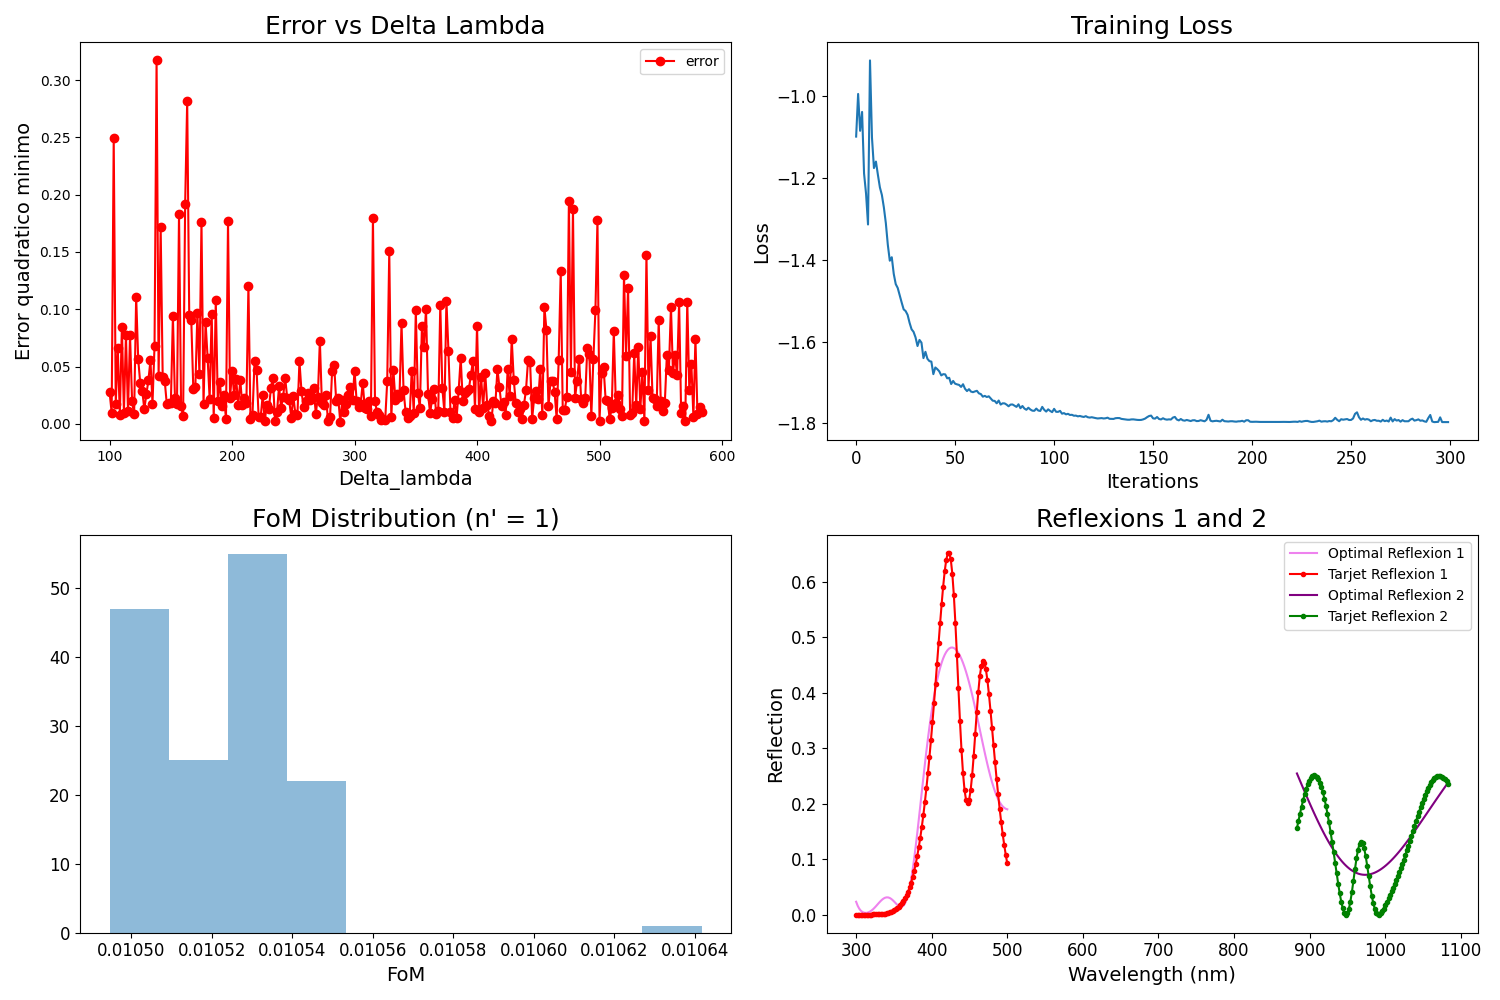 Error vs Delta Lambda
error
0.30
0.25
0.20
0.15
0.10
0.05
0.00
Error quadratico minimo
100 200 300 400 500 600
Delta_lambda
Training Loss
−1.0
−1.2
−1.4
−1.6
−1.8
Loss
0 50 100 150 200 250 300
Iterations
FoM Distribution (n' = 1)
50
40
30
20
10
0
0.01050 0.01052 0.01054 0.01056 0.01058 0.01060 0.01062 0.01064
FoM
Reflexions 1 and 2
Optimal Reflexion 1
Tarjet Reflexion 1
Optimal Reflexion 2
Tarjet Reflexion 2
0.6
0.5
0.4
0.3
0.2
0.1
0.0
Reflection
300 400 500 600 700 800 900 1000 1100
Wavelength (nm)